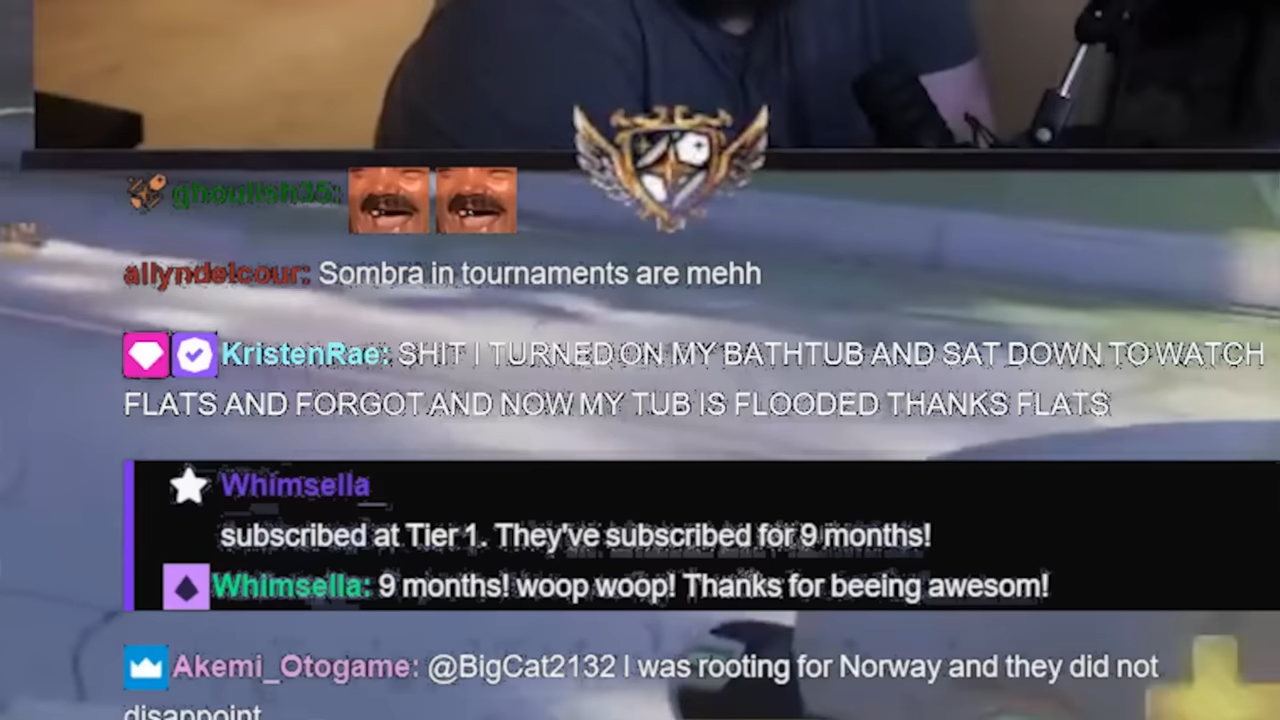 ghoulish35:
allyndelcour: Sombra in tournaments are mehh
KristenRae: SHIT I TURNED ON MY BATHTUB AND SAT DOWN TO WATCH
FLATS AND FORGOT AND NOW MY TUB IS FLOODED THANKS FLATS
Whimsella
subscribed at Tier 1. They've subscribed for 9 months!
Whimsella: 9 months! woop woop! Thanks for beeing awesom!
Akemi_Otogame: @BigCat2132 I was rooting for Norway and they did not
disappoint